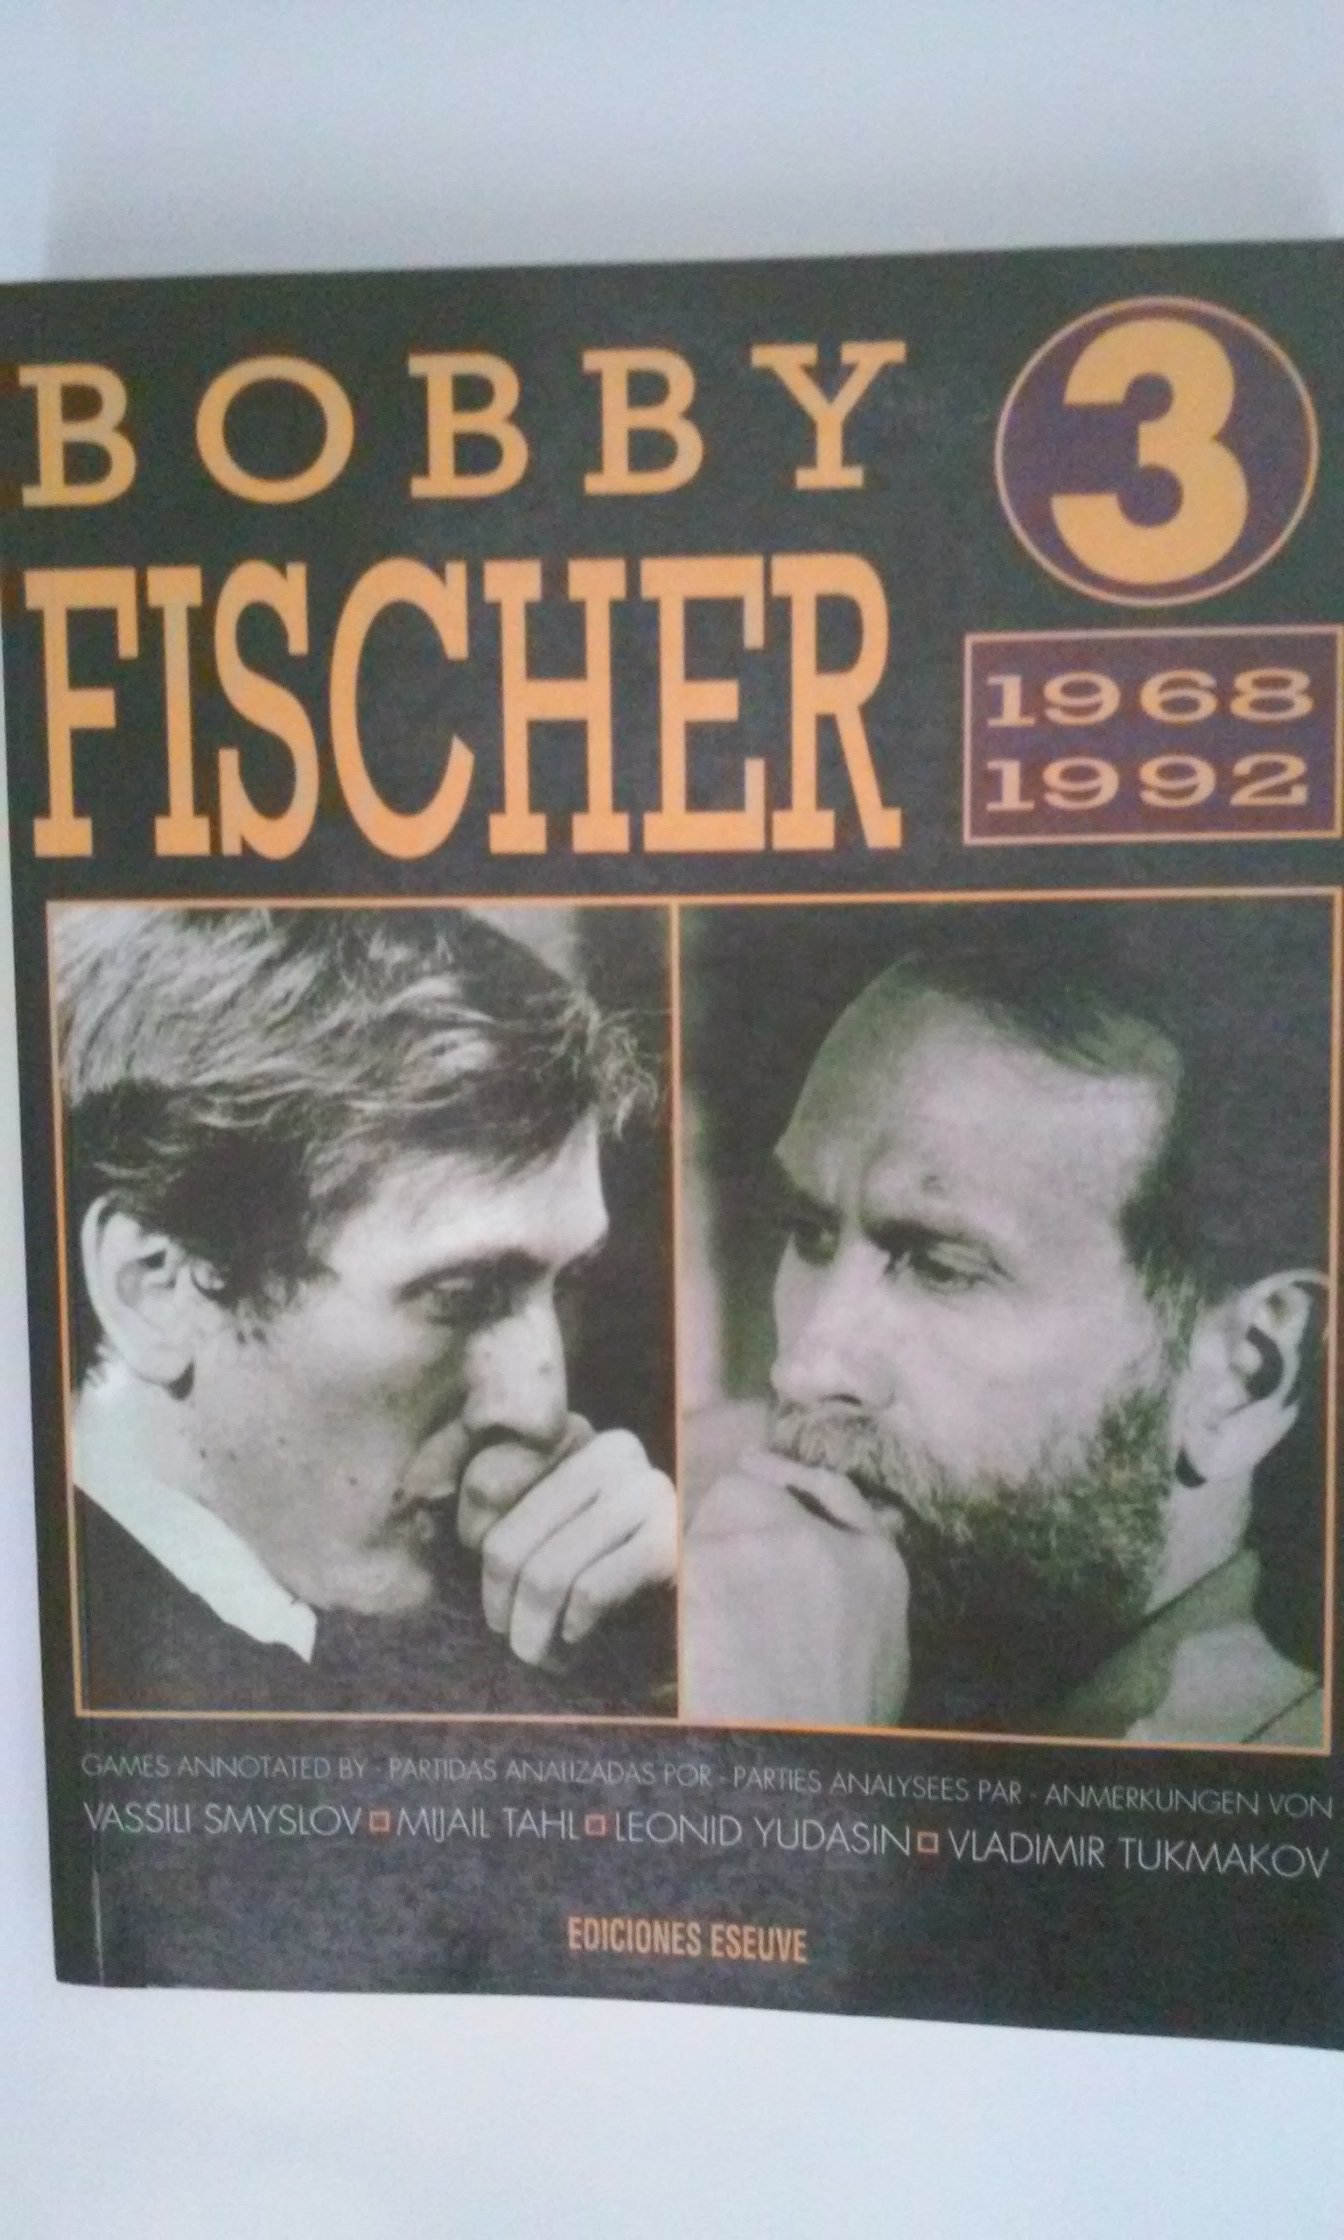 BOBBY
FISCHER
3
1968
1992
GAMES ANNOTATED BY - PARTIDAS ANALIZADAS POR - PARTIES ANALYSEES PAR - ANMERKUNGEN VON
VASSILI SMYSLOV □ MIJAIL TAHL □ LEONID YUDASIN □ VLADIMIR TUKMAKOV
EDICIONES ESEUVE